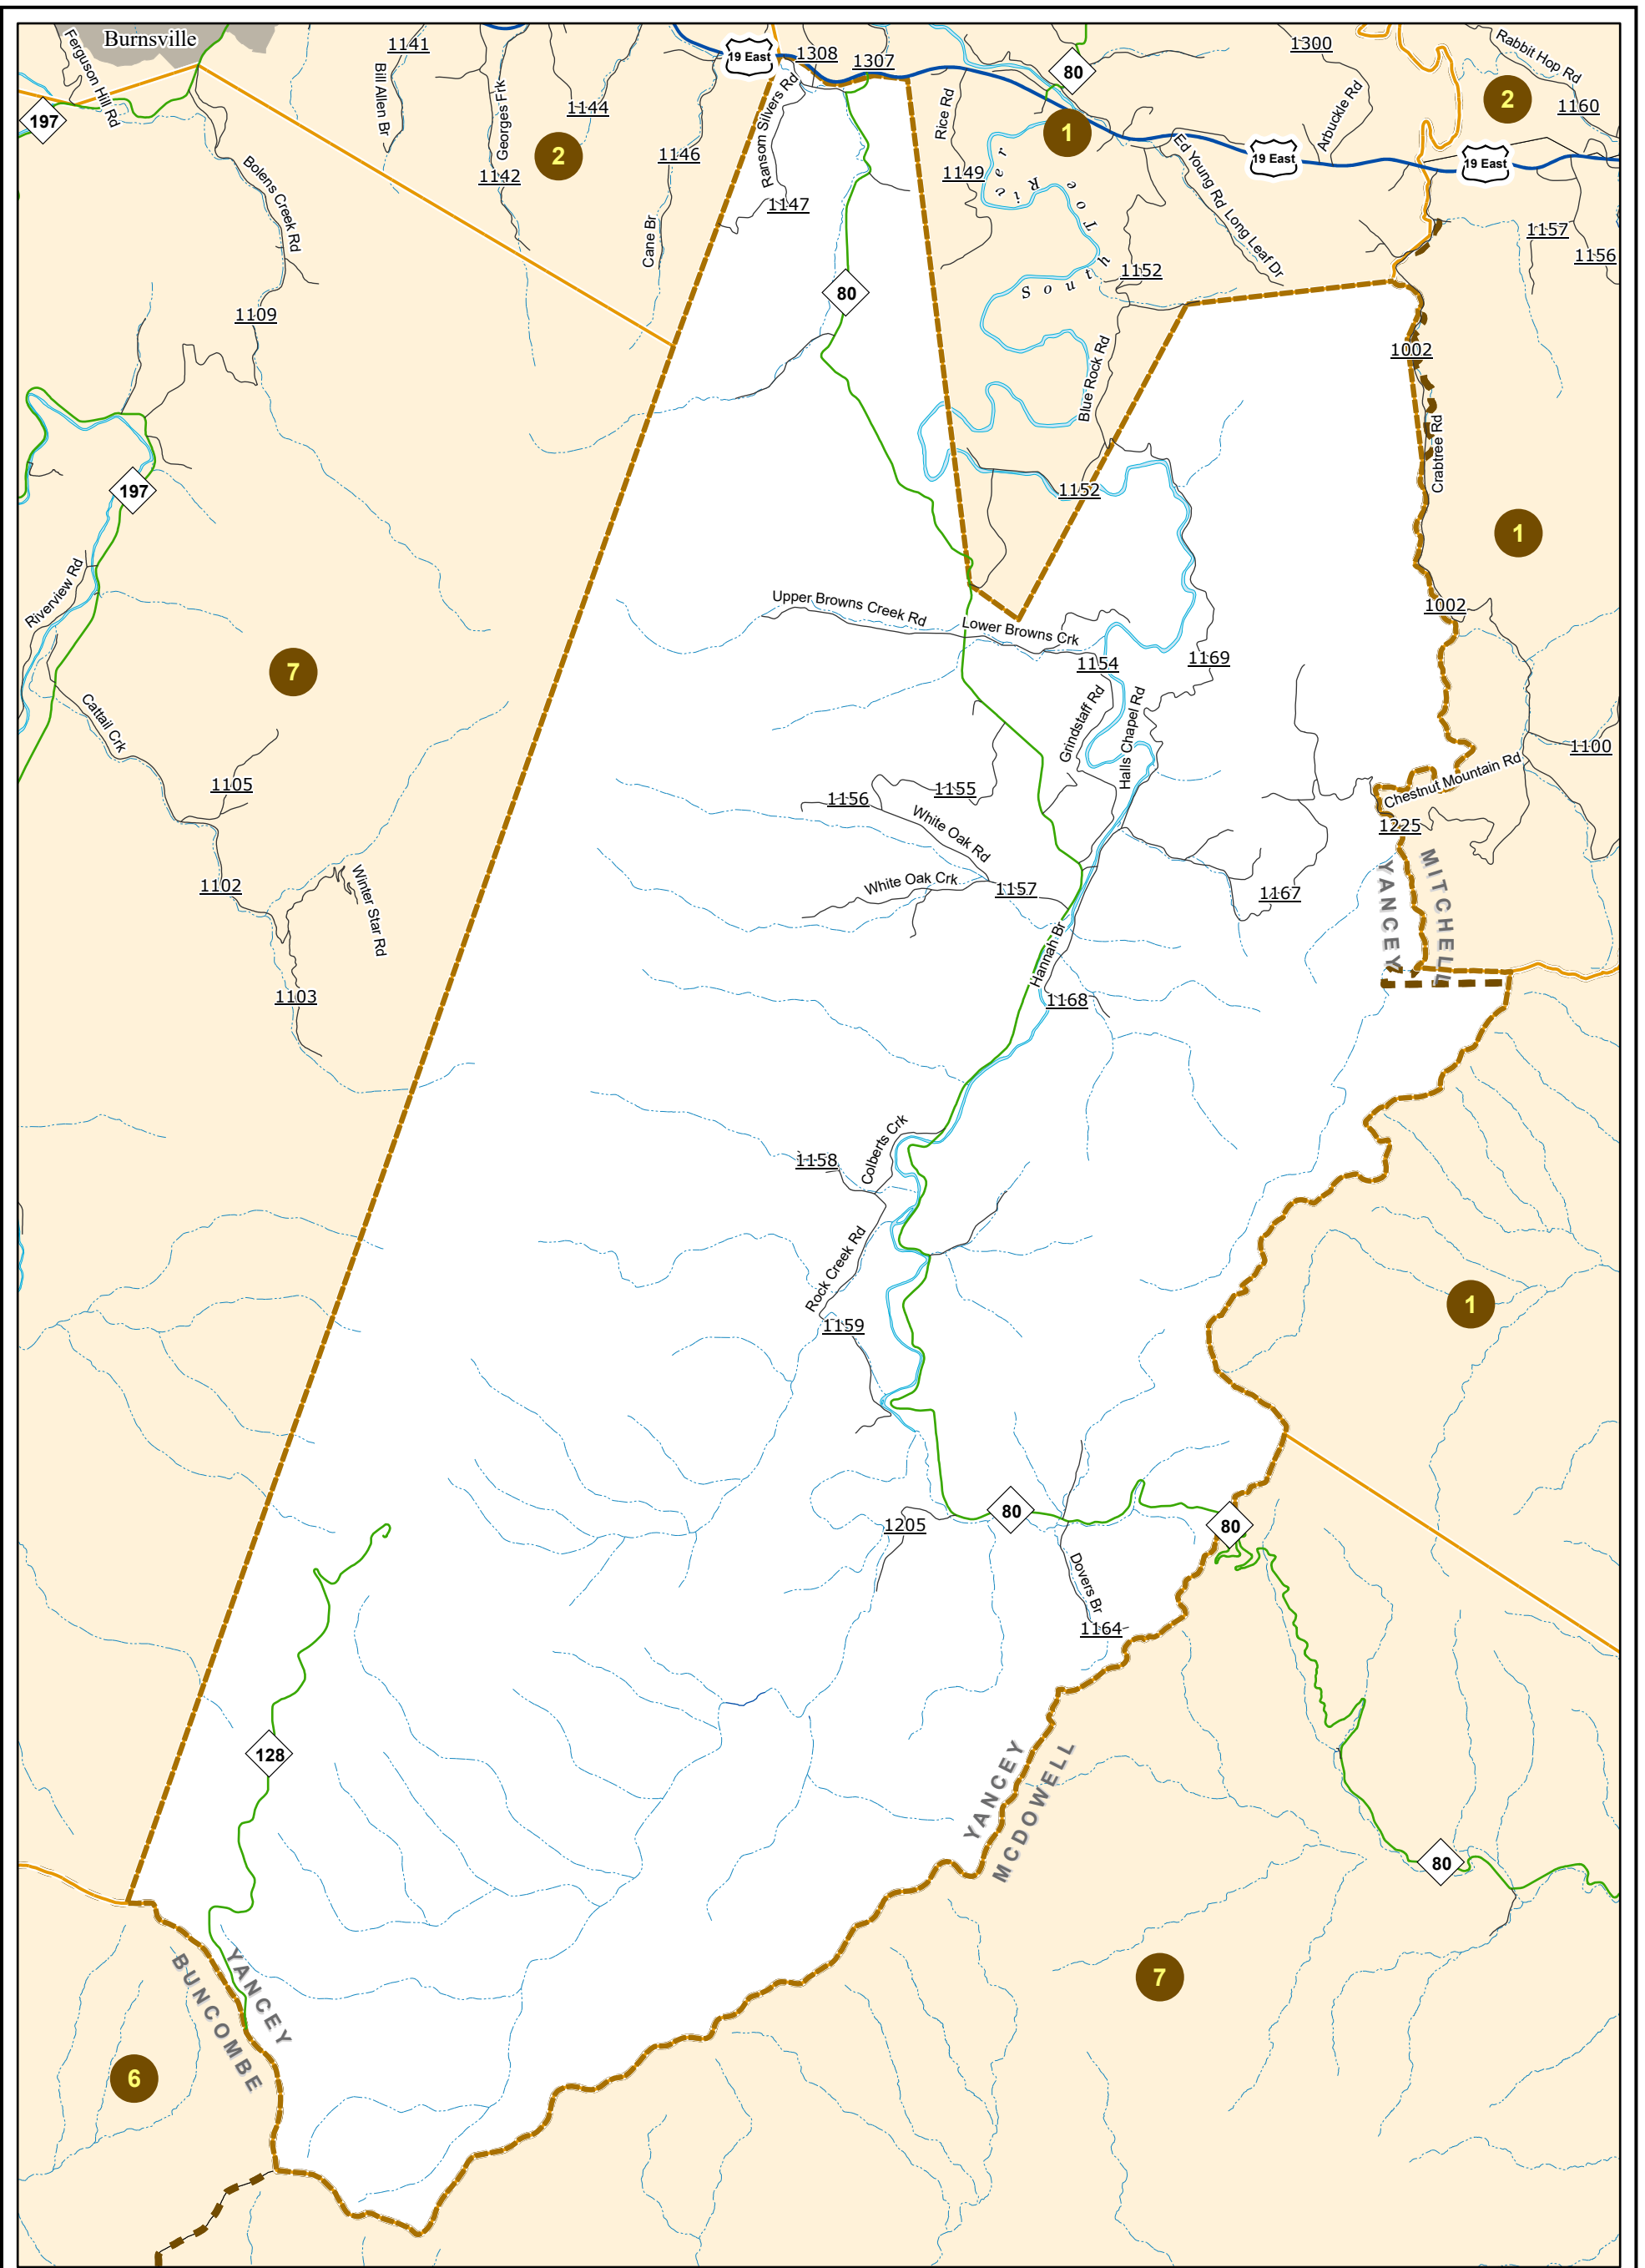 Burnsville
Ferguson Hill Rd
197
1141
Bill Allen Br
Georges Frk
1144
2
1142
1146
Cane Br
19 East
1308
1307
Ranson Silvers Rd
1147
80
Rice Rd
1149
1
1300
Arbuckle Rd
Rabbit Hop Rd
2
1160
19 East
19 East
Ed Young Rd
Long Leaf Dr
South Toe River
1152
1157
1156
Bolens Creek Rd
1109
80
Blue Rock Rd
1002
Crabtree Rd
197
1152
1
Riverview Rd
Upper Browns Creek Rd
Lower Browns Crk
1002
7
1154
1169
Cattail Crk
Grindstaff Rd
Halls Chapel Rd
1100
1105
1156
1155
Chestnut Mountain Rd
White Oak Rd
1225
1102
Winter Star Rd
White Oak Crk
1157
1167
YANCEY
MITCHELL
Hannah Br
1103
1168
1158
Colberts Crk
Rock Creek Rd
1159
1
1205
80
80
Dovers Br
1164
128
YANCEY
MCDOWELL
80
YANCEY
BUNCOMBE
7
6